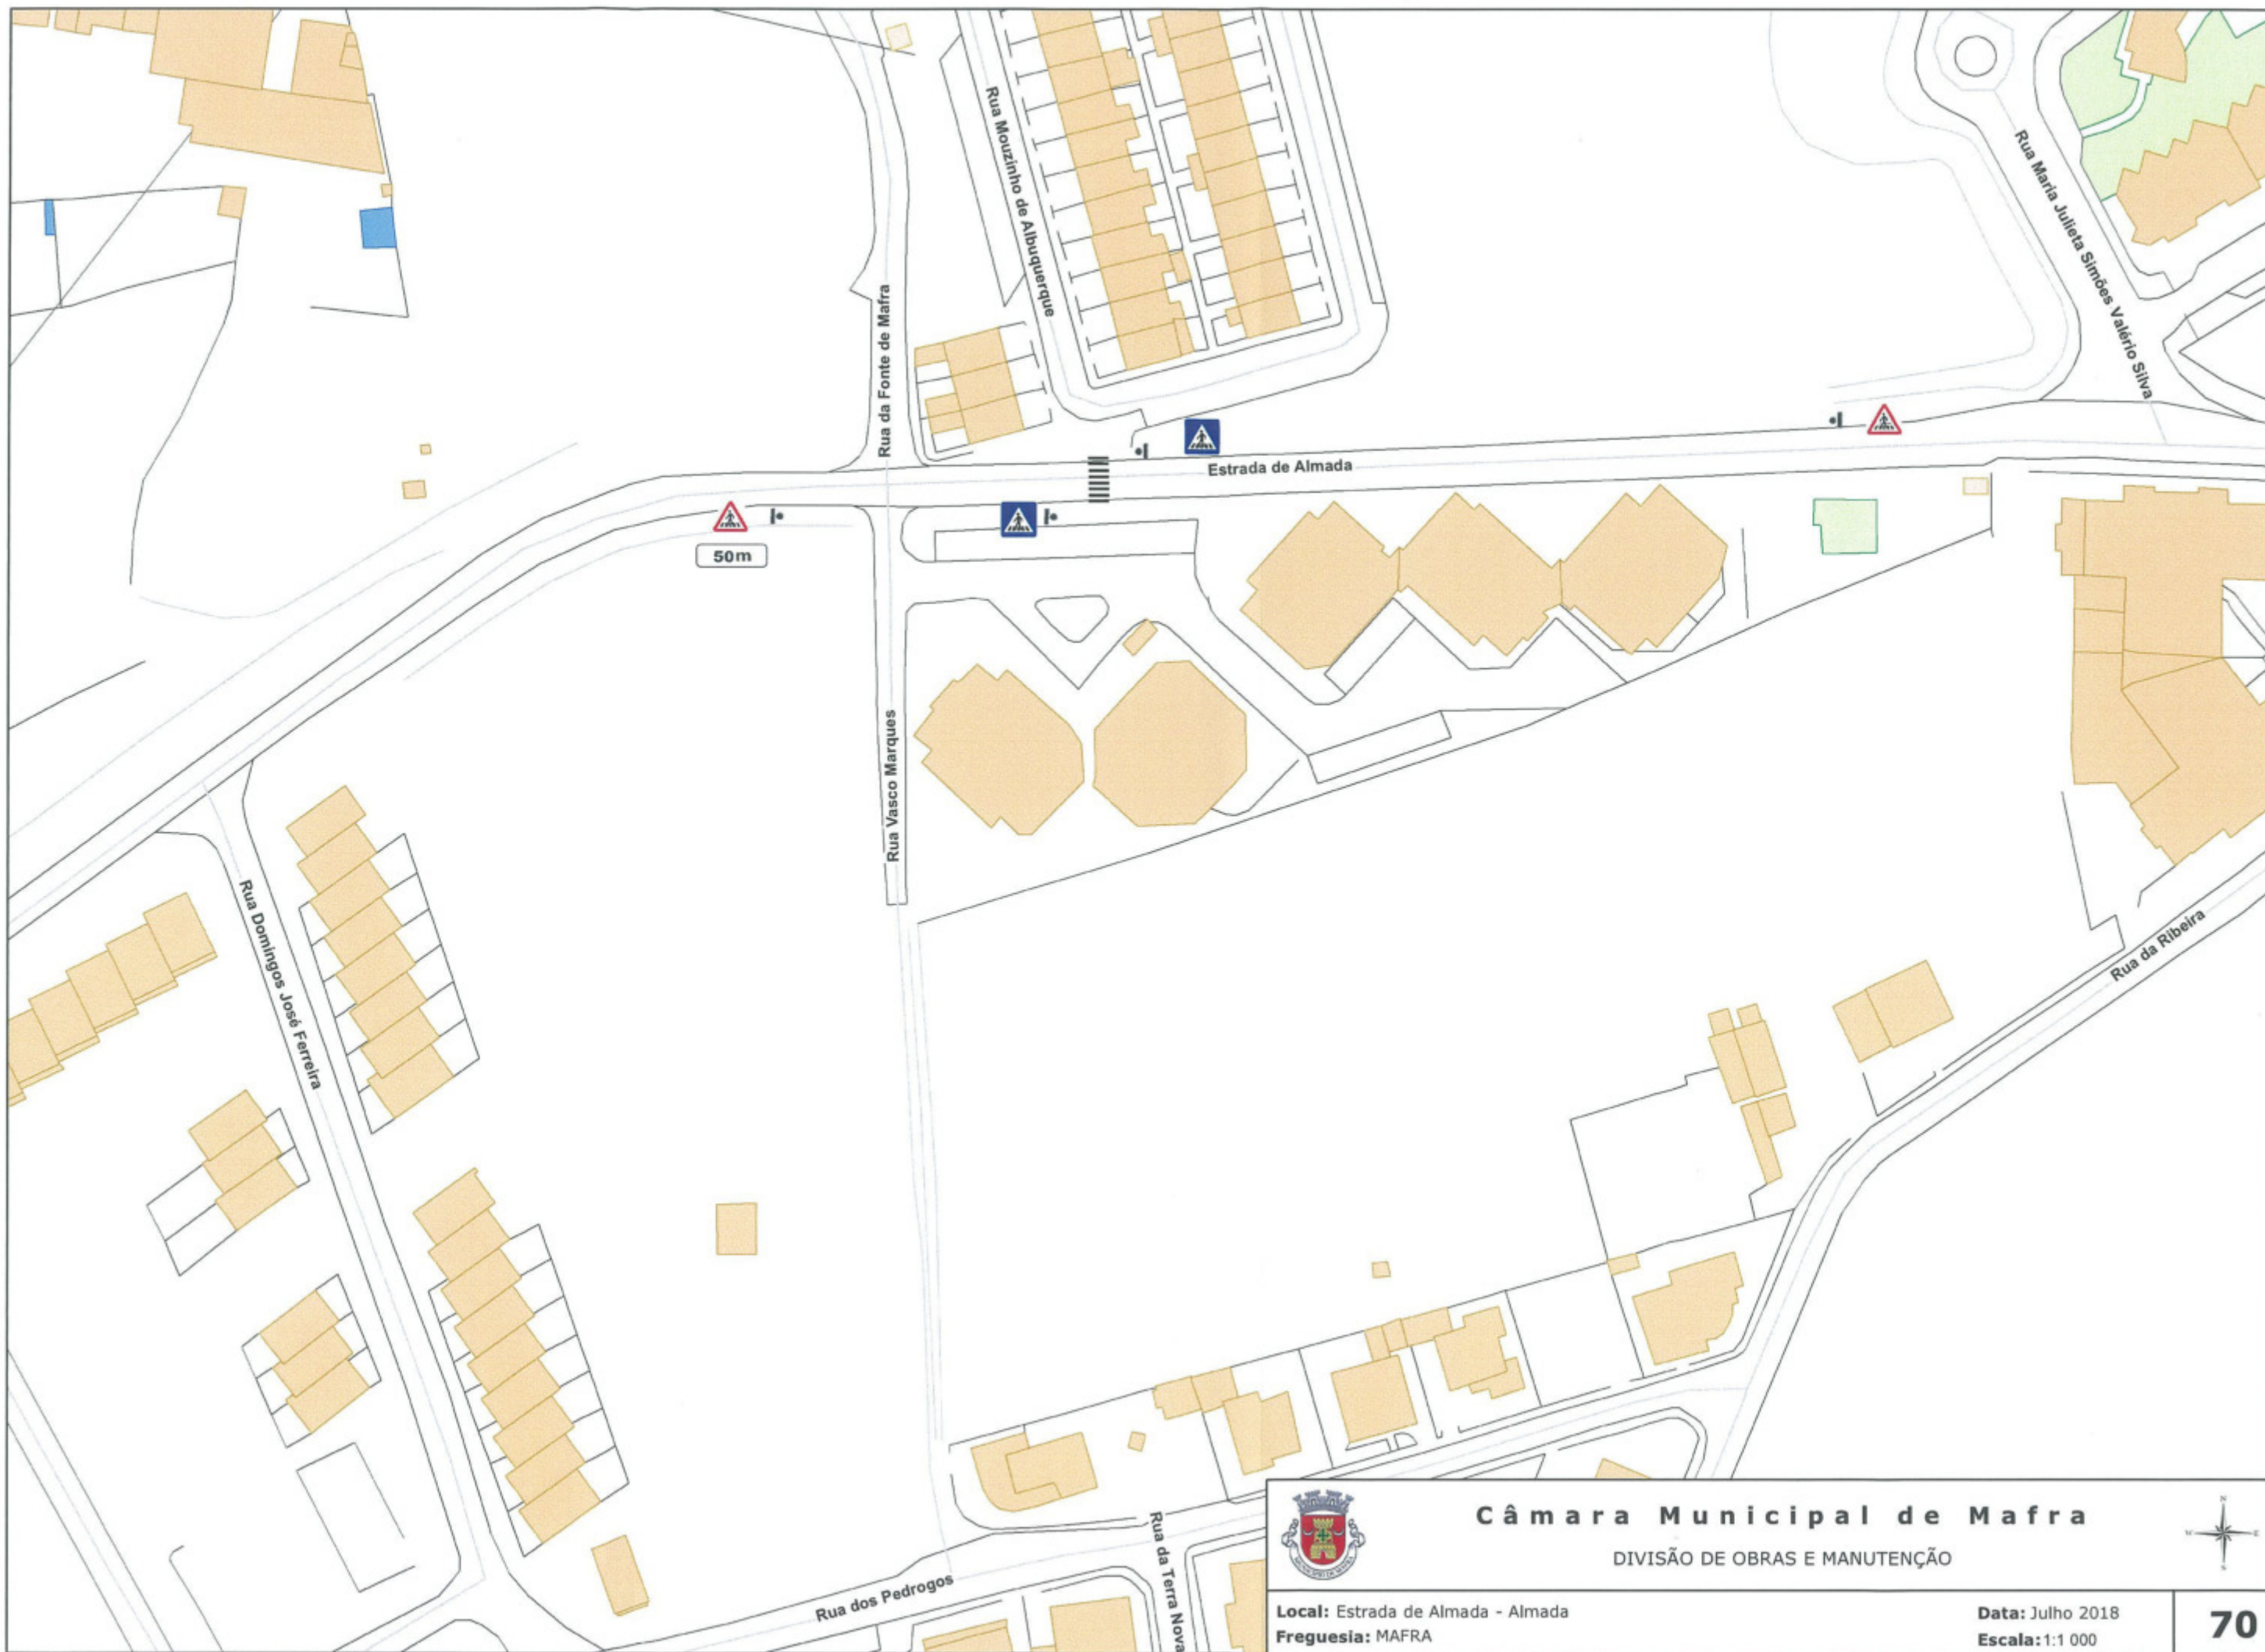 Rua Mouzinho de Albuquerque
Rua Maria Julieta Simões Valério Silva
Rua da Fonte de Mafra
Estrada de Almada
50m
Rua Vasco Marques
Rua Domingos José Ferreira
Rua da Ribeira
Rua dos Pedrogos
Rua da Terra Nova
Câmara Municipal de Mafra
DIVISÃO DE OBRAS E MANUTENÇÃO
N
W
E
S
Local: Estrada de Almada - Almada
Freguesia: MAFRA
Data: Julho 2018
Escala:1:1 000
70